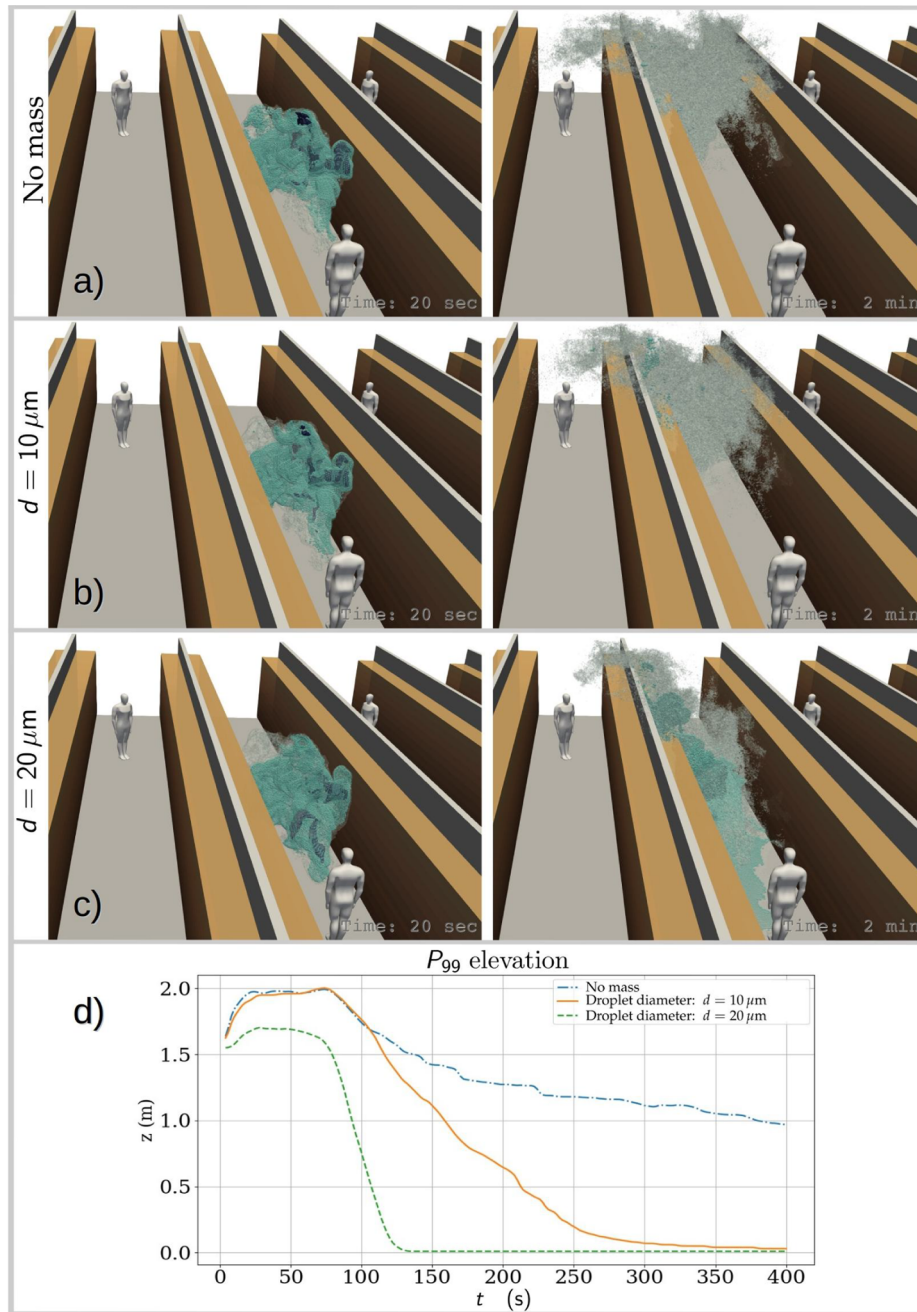 No mass
a)
Time: 20 sec
Time: 2 min
d = 10 μm
b)
Time: 20 sec
Time: 2 min
d = 20 μm
c)
Time: 20 sec
Time: 2 min
d)
P99 elevation
No mass
Droplet diameter: d = 10 μm
Droplet diameter: d = 20 μm
z (m)
2.0
1.5
1.0
0.5
0.0
0 50 100 150 200 250 300 350 400
t (s)